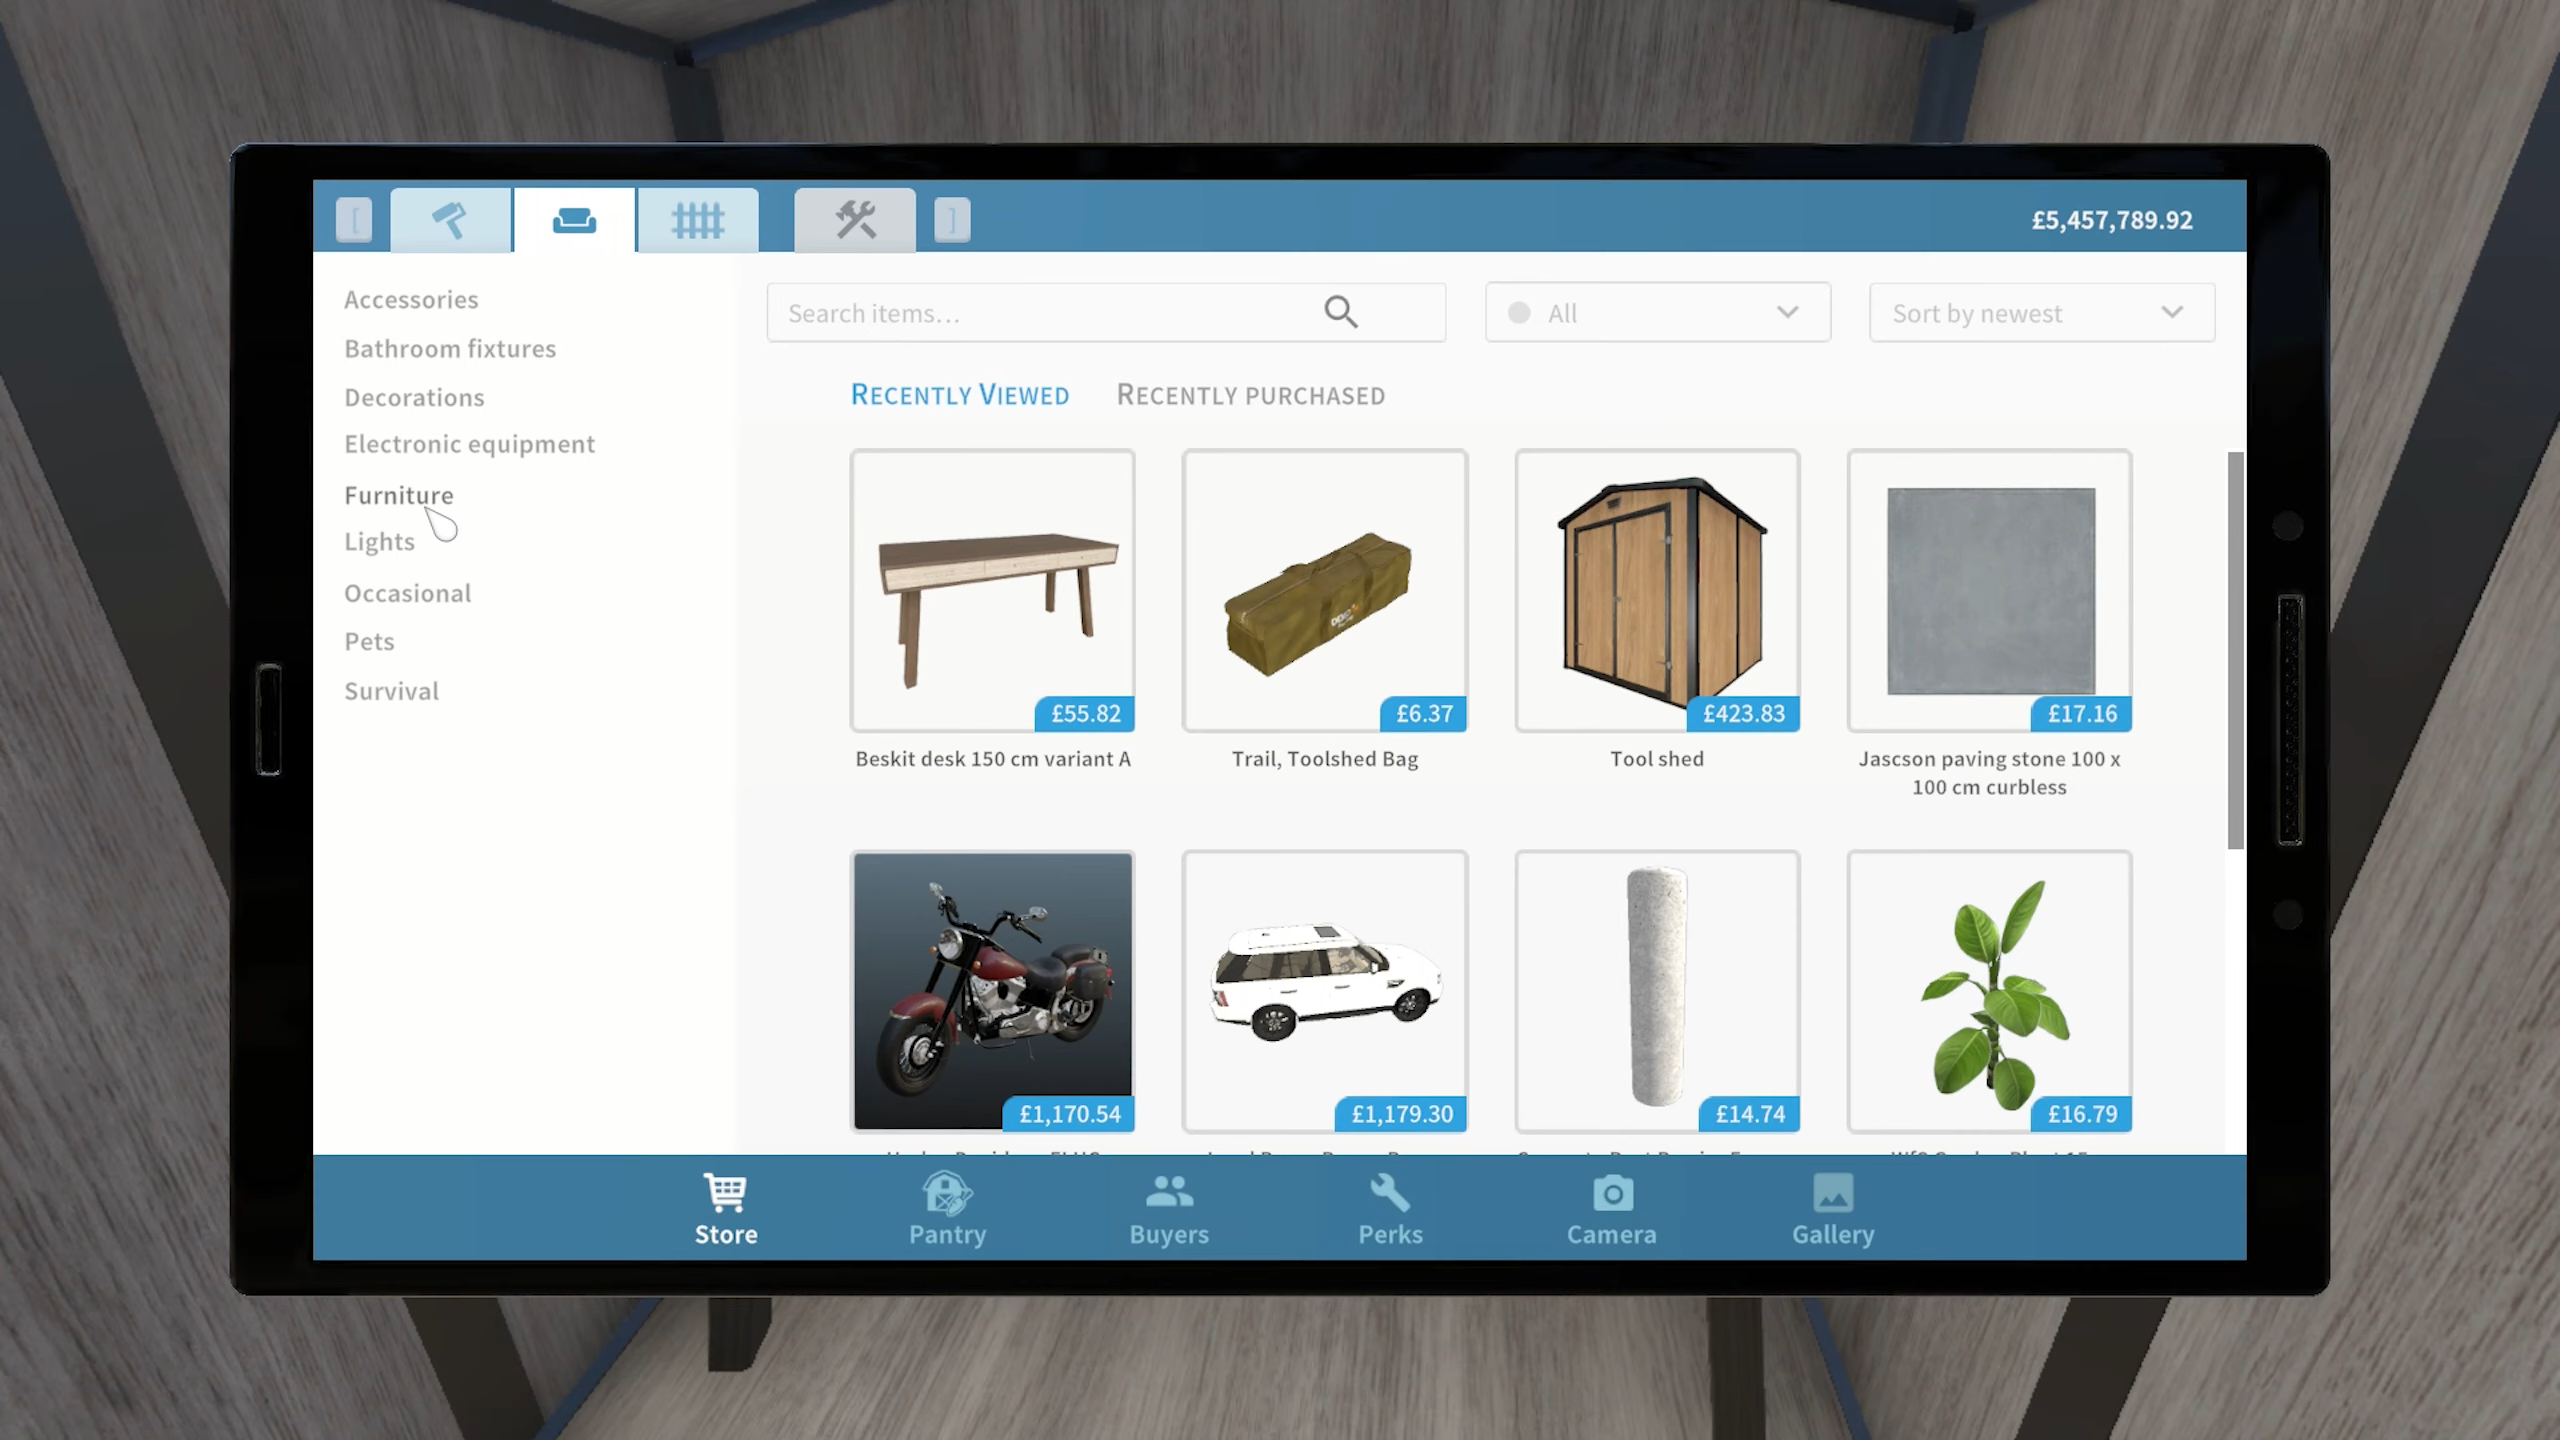 [
]
£5,457,789.92
Accessories
Bathroom fixtures
Decorations
Electronic equipment
Furniture
Lights
Occasional
Pets
Survival
Search items...
All
Sort by newest
RECENTLY VIEWED
RECENTLY PURCHASED
£55.82
£6.37
£423.83
£17.16
Beskit desk 150 cm variant A
Trail, Toolshed Bag
Tool shed
Jascson paving stone 100 x
100 cm curbless
£1,170.54
£1,179.30
£14.74
£16.79
Store
Pantry
Buyers
Perks
Camera
Gallery